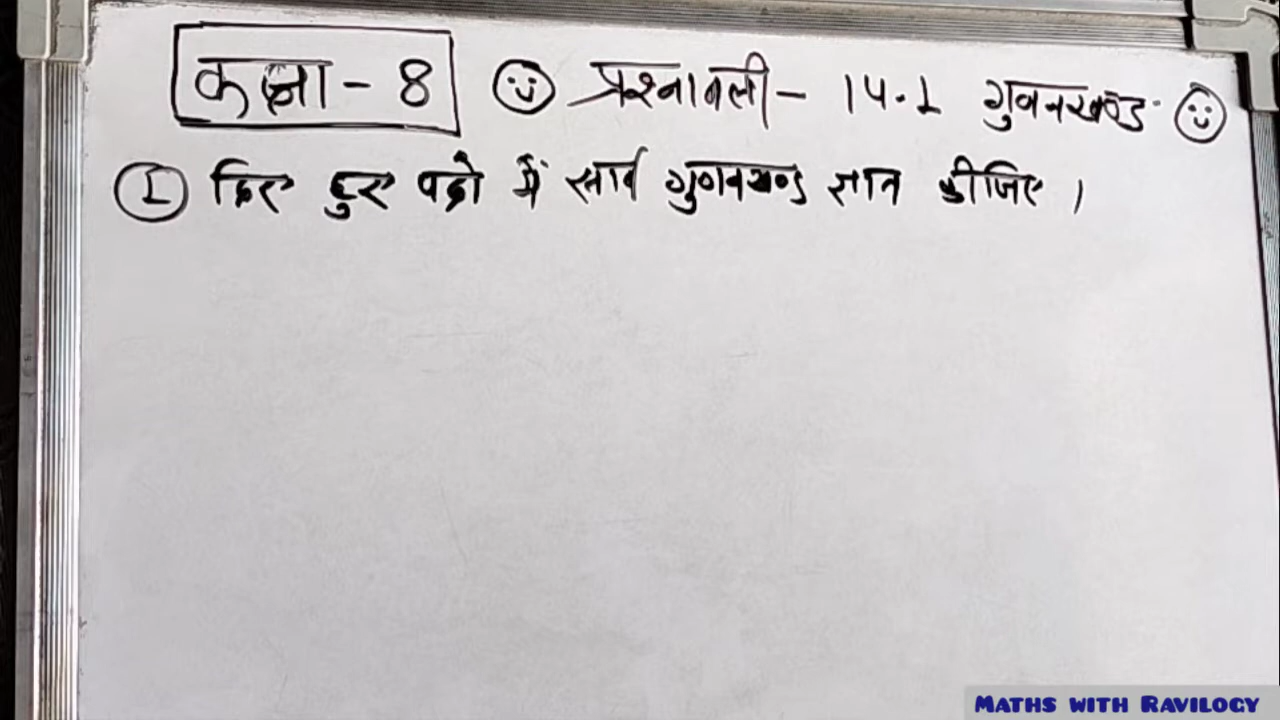 कक्षा - 8 प्रश्नावली - 14.1 गुणनखण्ड
① दिए हुए पदो में सार्व गुणनखण्ड ज्ञात कीजिए ।
MATHS WITH RAVILOGY